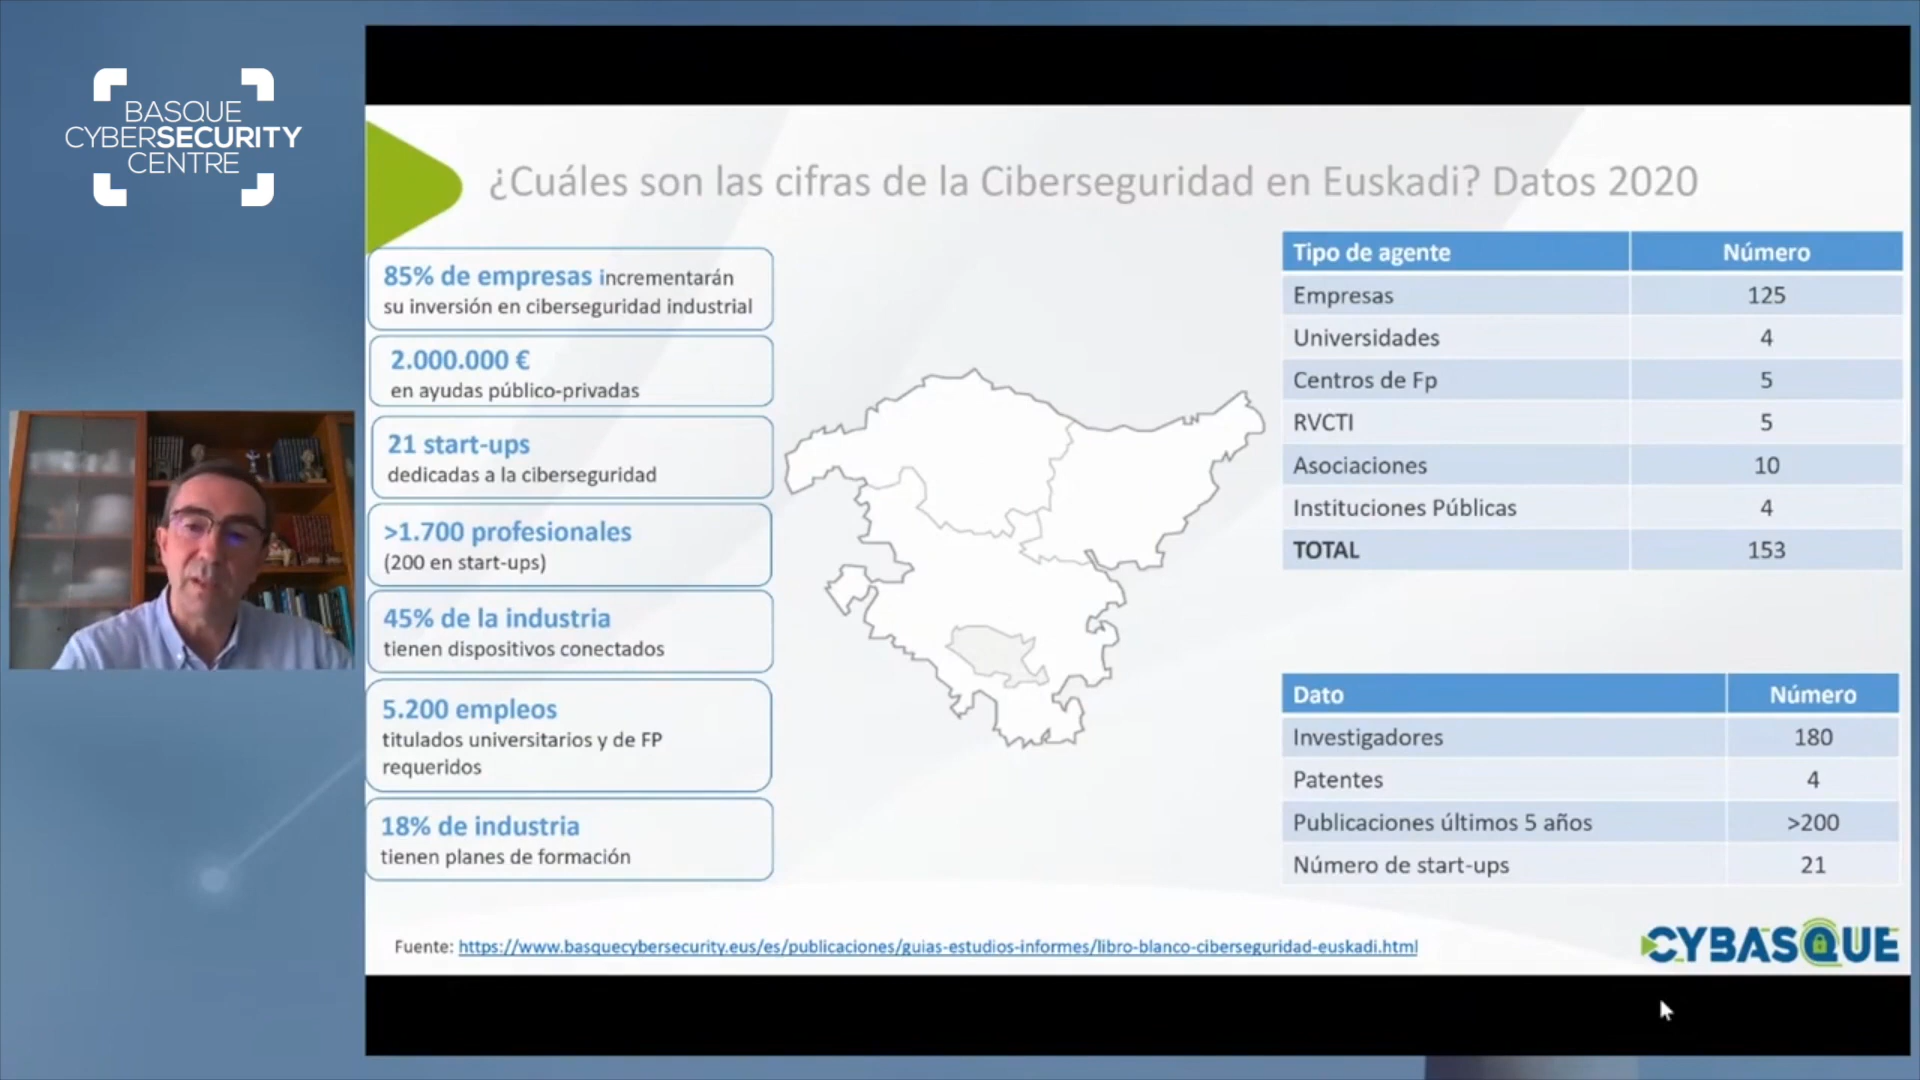 BASQUE
CYBERSECURITY
CENTRE
¿Cuáles son las cifras de la Ciberseguridad en Euskadi? Datos 2020
85% de empresas incrementarán
su inversión en ciberseguridad industrial
2.000.000 €
en ayudas público-privadas
21 start-ups
dedicadas a la ciberseguridad
>1.700 profesionales
(200 en start-ups)
45% de la industria
tienen dispositivos conectados
5.200 empleos
titulados universitarios y de FP
requeridos
18% de industria
tienen planes de formación
Tipo de agente Número
Empresas 125
Universidades 4
Centros de Fp 5
RVCTI 5
Asociaciones 10
Instituciones Públicas 4
TOTAL 153
Dato Número
Investigadores 180
Patentes 4
Publicaciones últimos 5 años >200
Número de start-ups 21
Fuente: https://www.basquecybersecurity.eus/es/publicaciones/guias-estudios-informes/libro-blanco-ciberseguridad-euskadi.html
CYBASQUE